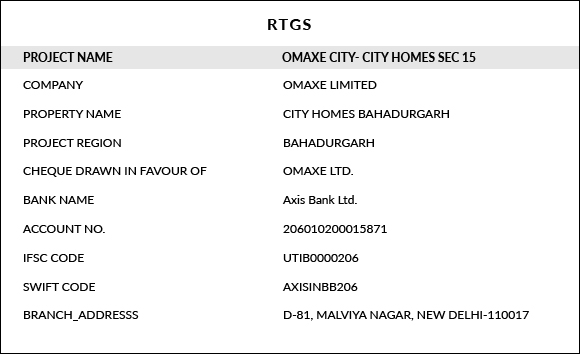 RTGS
PROJECT NAME OMAXE CITY- CITY HOMES SEC 15
COMPANY OMAXE LIMITED
PROPERTY NAME CITY HOMES BAHADURGARH
PROJECT REGION BAHADURGARH
CHEQUE DRAWN IN FAVOUR OF OMAXE LTD.
BANK NAME Axis Bank Ltd.
ACCOUNT NO. 206010200015871
IFSC CODE UTIB0000206
SWIFT CODE AXISINBB206
BRANCH_ADDRESSS D-81, MALVIYA NAGAR, NEW DELHI-110017